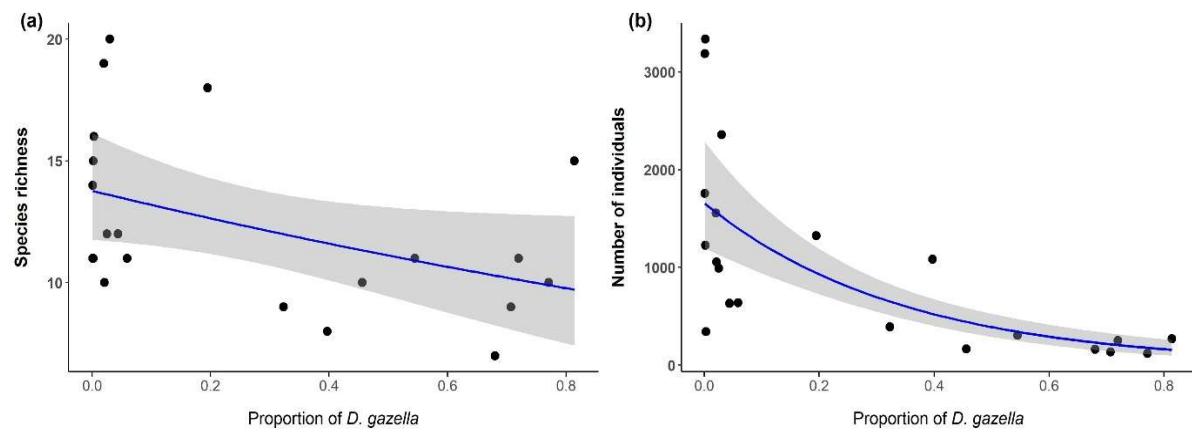 (a)
Species richness
20
15
10
0.0 0.2 0.4 0.6 0.8
Proportion of D. gazella
(b)
Number of individuals
3000
2000
1000
0
0.0 0.2 0.4 0.6 0.8
Proportion of D. gazella